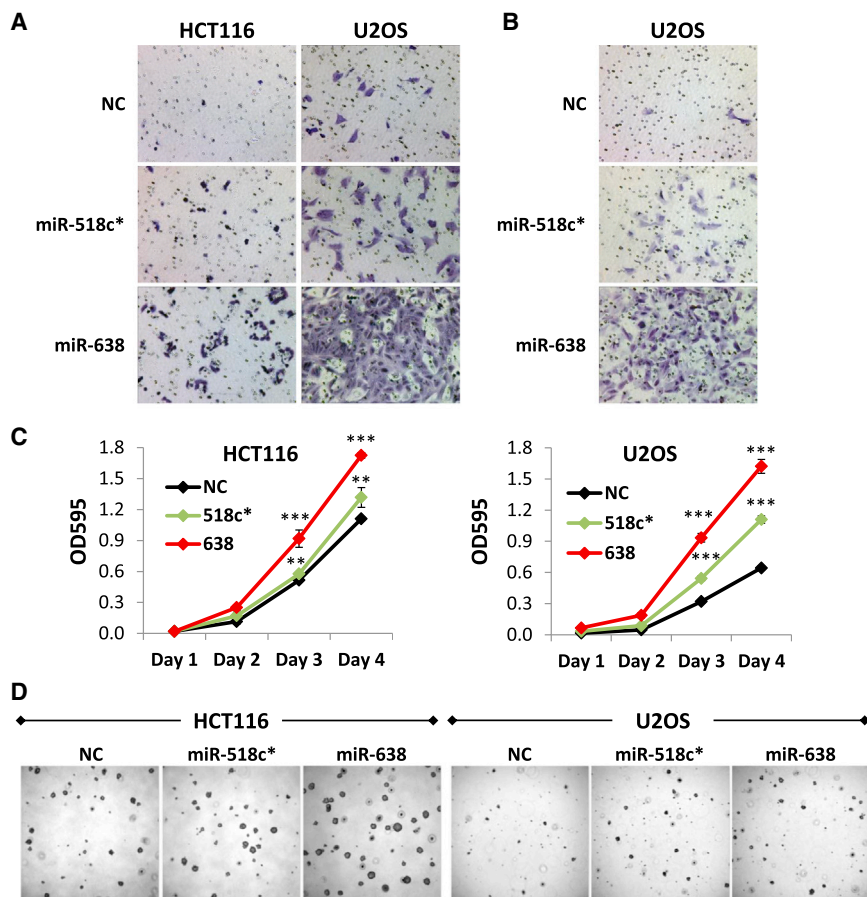 A
HCT116 U2OS
NC
miR-518c*
miR-638
B
U2OS
NC
miR-518c*
miR-638
C
HCT116
OD595
1.8
1.5
1.2
0.9
0.6
0.3
0.0
NC
518c*
638
***
**
***
**
Day 1 Day 2 Day 3 Day 4
U2OS
OD595
1.8
1.5
1.2
0.9
0.6
0.3
0.0
NC
518c*
638
***
***
***
***
Day 1 Day 2 Day 3 Day 4
D
HCT116 U2OS
NC miR-518c* miR-638 NC miR-518c* miR-638